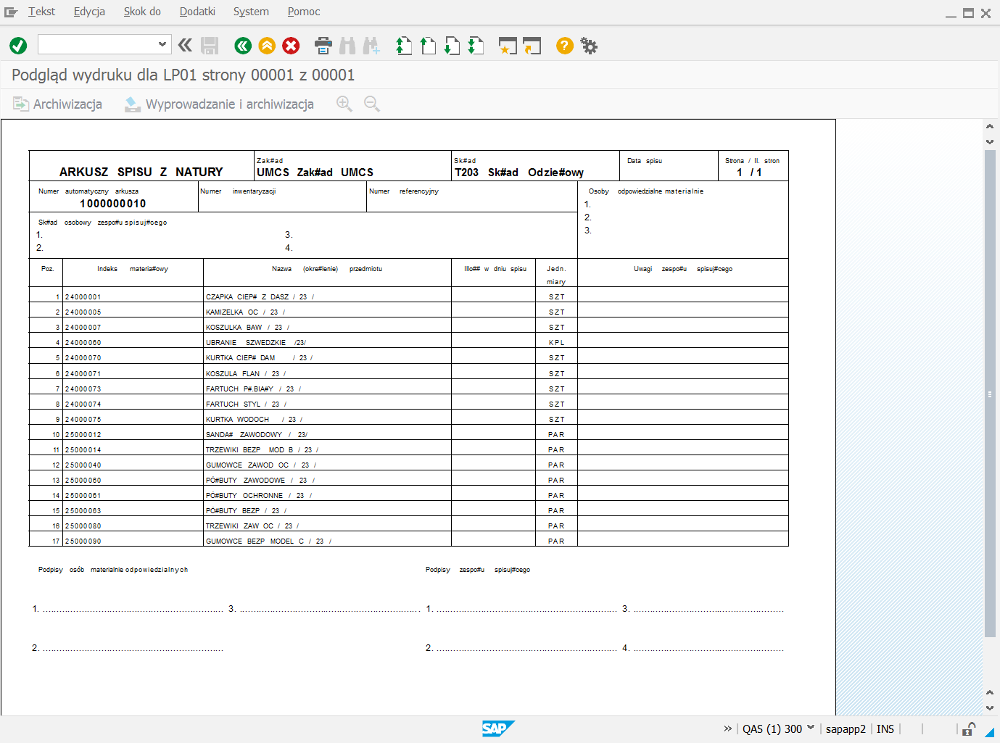 Tekst Edycja Skok do Dodatki System Pomoc
Podgląd wydruku dla LP01 strony 00001 z 00001
Archiwizacja Wyprowadzanie i archiwizacja
Zak#ad Sk#ad Data spisu Strona / Il. stron
ARKUSZ SPISU Z NATURY UMCS Zak#ad UMCS T203 Sk#ad Odzie#owy 1 / 1
Numer automatyczny arkusza Numer inwentaryzacji Numer referencyjny Osoby odpowiedzialne materialnie
1000000010 1.
2.
Sk#ad osobowy zespo#u spisuj#cego
1. 3. 3.
2. 4.
Poz. Indeks materia#owy Nazwa (okre#lenie) przedmiotu Illo## w dniu spisu Jedn. Uwagi zespo#u spisuj#cego
miary
1 24000001 CZAPKA CIEP# Z DASZ / 23 / SZT
2 24000005 KAMIZELKA OC / 23 / SZT
3 24000007 KOSZULKA BAW / 23 / SZT
4 24000060 UBRANIE SZWEDZKIE /23/ KPL
5 24000070 KURTKA CIEP# DAM / 23 / SZT
6 24000071 KOSZULA FLAN / 23 / SZT
7 24000073 FARTUCH P#.BIA#Y / 23 / SZT
8 24000074 FARTUCH STYL / 23 / SZT
9 24000075 KURTKA WODOCH / 23 / SZT
10 25000012 SANDA# ZAWODOWY / 23/ PAR
11 25000014 TRZEWIKI BEZP MOD B / 23 / PAR
12 25000040 GUMOWCE ZAWOD OC / 23 / PAR
13 25000060 PÓ#BUTY ZAWODOWE / 23 / PAR
14 25000061 PÓ#BUTY OCHRONNE / 23 / PAR
15 25000063 PÓ#BUTY BEZP / 23 / PAR
16 25000080 TRZEWIKI ZAW OC / 23 / PAR
17 25000090 GUMOWCE BEZP MODEL C / 23 / PAR
Podpisy osób materialnie odpowiedzialnych Podpisy zespo#u spisuj#cego
1. ................................................................ 3. ................................................................ 1. ................................................................ 3. .....................................................
2. ................................................................ 2. ................................................................ 4. .....................................................
SAP » QAS (1) 300 sapapp2 INS